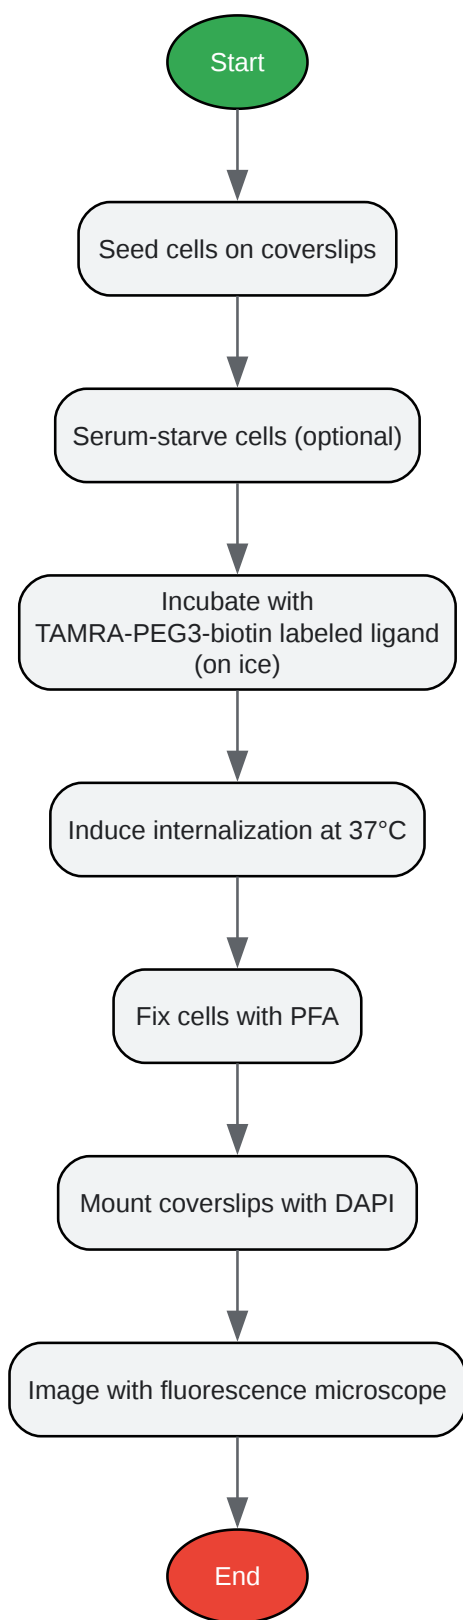 Start
Seed cells on coverslips
Serum-starve cells (optional)
Incubate with
TAMRA-PEG3-biotin labeled ligand
(on ice)
Induce internalization at 37°C
Fix cells with PFA
Mount coverslips with DAPI
Image with fluorescence microscope
End